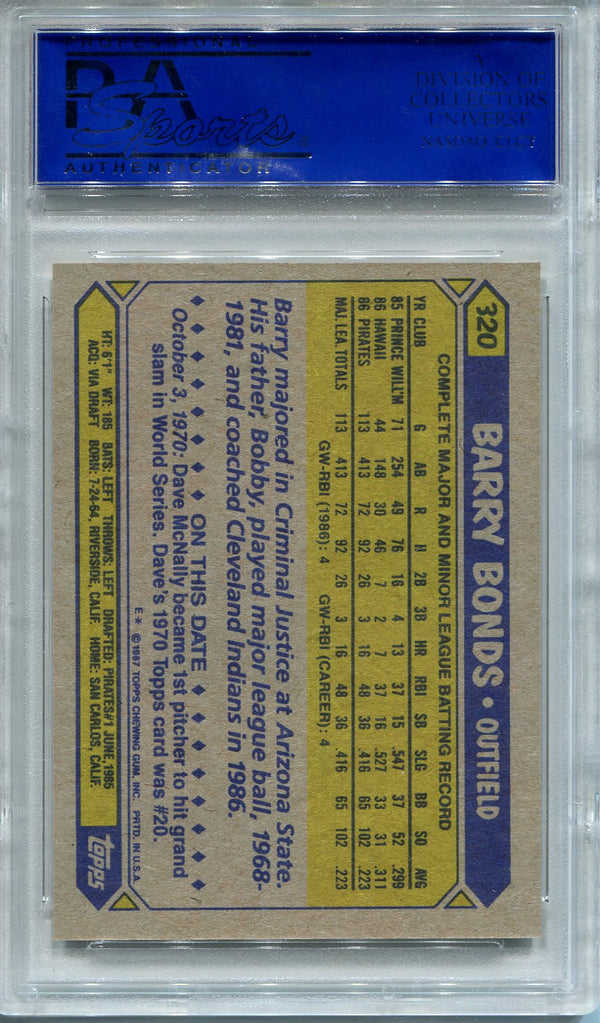 PROFESSIONAL
PSA
Sports®
AUTHENTICATOR
A
DIVISION OF
COLLECTORS
UNIVERSE
NASDAQ: CLCT
320 BARRY BONDS • OUTFIELD
COMPLETE MAJOR AND MINOR LEAGUE BATTING RECORD
YR CLUB G AB R H 2B 3B HR RBI SB SLG BB SO AVG
85 PRINCE WILL'M 71 254 49 76 16 4 13 37 15 .547 37 52 .299
86 HAWAII 44 148 30 46 7 2 7 37 16 .527 33 31 .311
86 PIRATES 113 413 72 92 26 3 16 48 36 .416 65 102 .223
MAJ. LEA. TOTALS 113 413 72 92 26 3 16 48 36 .416 65 102 .223
GW-RBI (1986): 4 GW-RBI (CAREER): 4
Barry majored in Criminal Justice at Arizona State.
His father, Bobby, played major league ball, 1968-
1981, and coached Cleveland Indians in 1986.
♦ ♦ ♦ ♦ ♦ ♦ ON THIS DATE ♦ ♦ ♦ ♦ ♦ ♦
October 3, 1970: Dave McNally became 1st pitcher to hit grand
slam in World Series. Dave's 1970 Topps card was #20.
E* ©1987 TOPPS CHEWING GUM, INC. PRTD. IN U.S.A.
HT: 6'1" WT: 185 BATS: LEFT THROWS: LEFT DRAFTED: PIRATES#1 JUNE, 1985
ACQ: VIA DRAFT BORN: 7-24-64, RIVERSIDE, CALIF. HOME: SAN CARLOS, CALIF.
topps